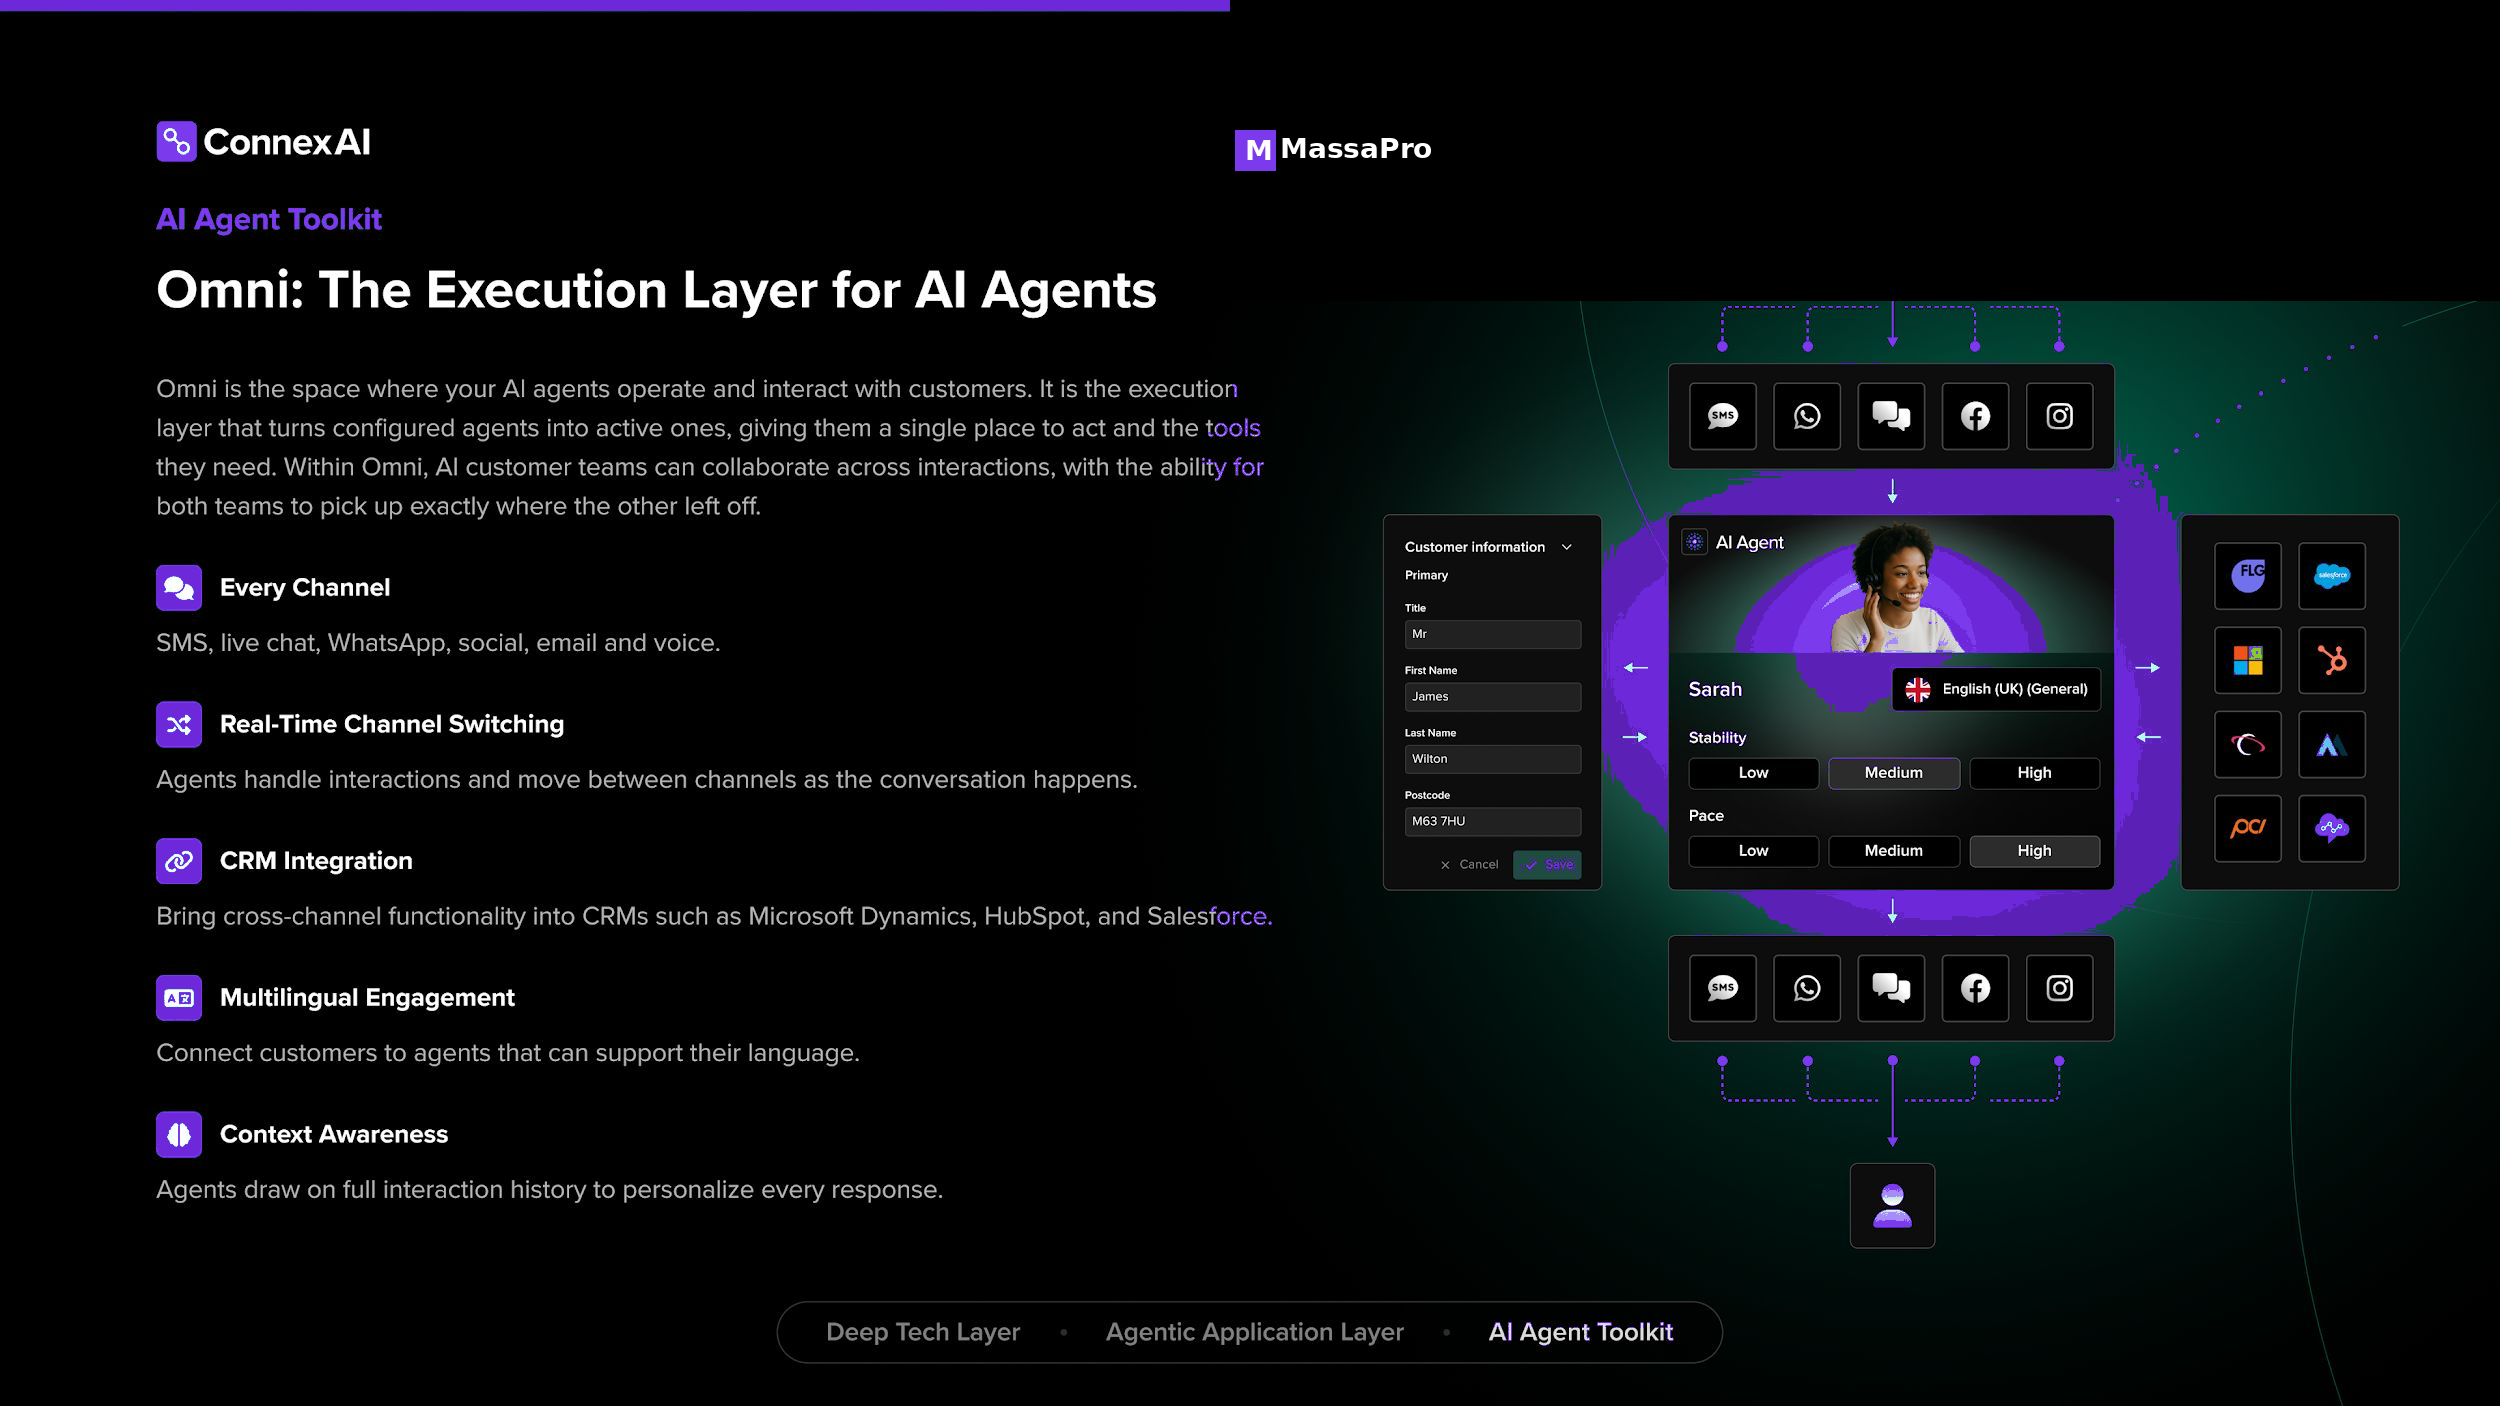 ConnexAI
M MassaPro
AI Agent Toolkit
Omni: The Execution Layer for AI Agents
Omni is the space where your AI agents operate and interact with customers. It is the execution
layer that turns configured agents into active ones, giving them a single place to act and the tools
they need. Within Omni, AI customer teams can collaborate across interactions, with the ability for
both teams to pick up exactly where the other left off.
Every Channel
SMS, live chat, WhatsApp, social, email and voice.
Real-Time Channel Switching
Agents handle interactions and move between channels as the conversation happens.
CRM Integration
Bring cross-channel functionality into CRMs such as Microsoft Dynamics, HubSpot, and Salesforce.
Multilingual Engagement
Connect customers to agents that can support their language.
Context Awareness
Agents draw on full interaction history to personalize every response.
SMS
Customer information
Primary
Title
Mr
First Name
James
Last Name
Wilton
Postcode
M63 7HU
Cancel Save
AI Agent
Sarah
English (UK) (General)
Stability
Low Medium High
Pace
Low Medium High
FLG
salesforce
pci
SMS
Deep Tech Layer • Agentic Application Layer • AI Agent Toolkit